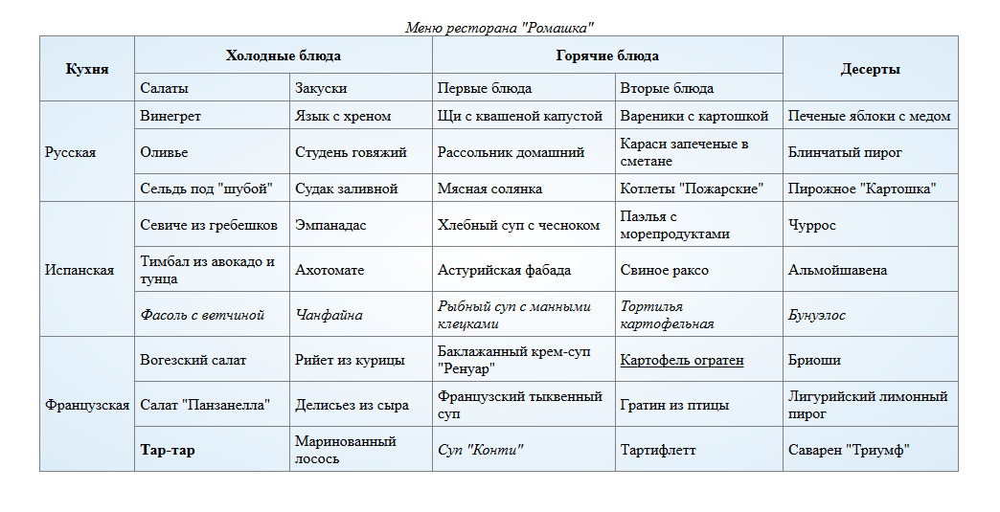 Меню ресторана "Ромашка"
Кухня
Холодные блюда
Горячие блюда
Десерты
Салаты
Закуски
Первые блюда
Вторые блюда
Русская
Винегрет
Язык с хреном
Щи с квашеной капустой
Вареники с картошкой
Печеные яблоки с медом
Оливье
Студень говяжий
Рассольник домашний
Караси запеченые в
сметане
Блинчатый пирог
Сельдь под "шубой"
Судак заливной
Мясная солянка
Котлеты "Пожарские"
Пирожное "Картошка"
Испанская
Севиче из гребешков
Эмпанадас
Хлебный суп с чесноком
Паэлья с
морепродуктами
Чуррос
Тимбал из авокадо и
тунца
Ахотомате
Астурийская фабада
Свиное раксо
Альмойшавена
Фасоль с ветчиной
Чанфайна
Рыбный суп с манными
клецками
Тортилья
картофельная
Бунуэлос
Французская
Вогезский салат
Рийет из курицы
Баклажанный крем-суп
"Ренуар"
Картофель огратен
Бриоши
Салат "Панзанелла"
Делисьез из сыра
Французский тыквенный
суп
Гратин из птицы
Лигурийский лимонный
пирог
Тар-тар
Маринованный
лосось
Суп "Конти"
Тартифлетт
Саварен "Триумф"